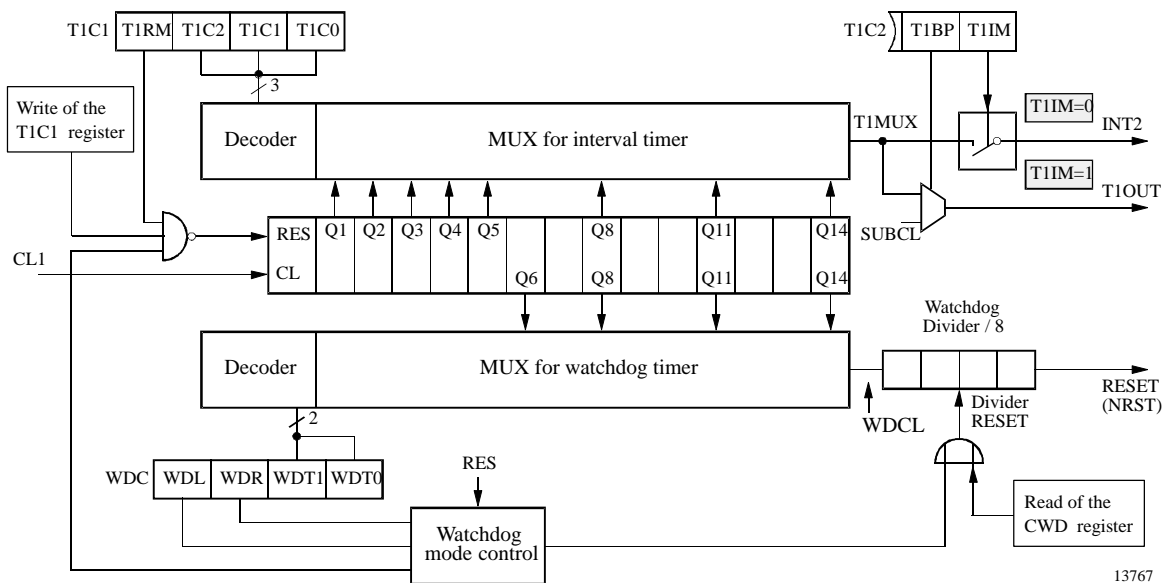 T1C1 T1RM T1C2 T1C1 T1C0
T1C2 T1BP T1IM
3
Write of the
T1C1 register
Decoder
MUX for interval timer
T1MUX
T1IM=0
INT2
T1IM=1
T1OUT
SUBCL
RES Q1 Q2 Q3 Q4 Q5 Q8 Q11 Q14
CL1
CL Q6 Q8 Q11 Q14
Watchdog
Divider / 8
Decoder
MUX for watchdog timer
RESET
(NRST)
WDCL
Divider
RESET
2
WDC WDL WDR WDT1 WDT0
RES
Watchdog
mode control
Read of the
CWD register
13767